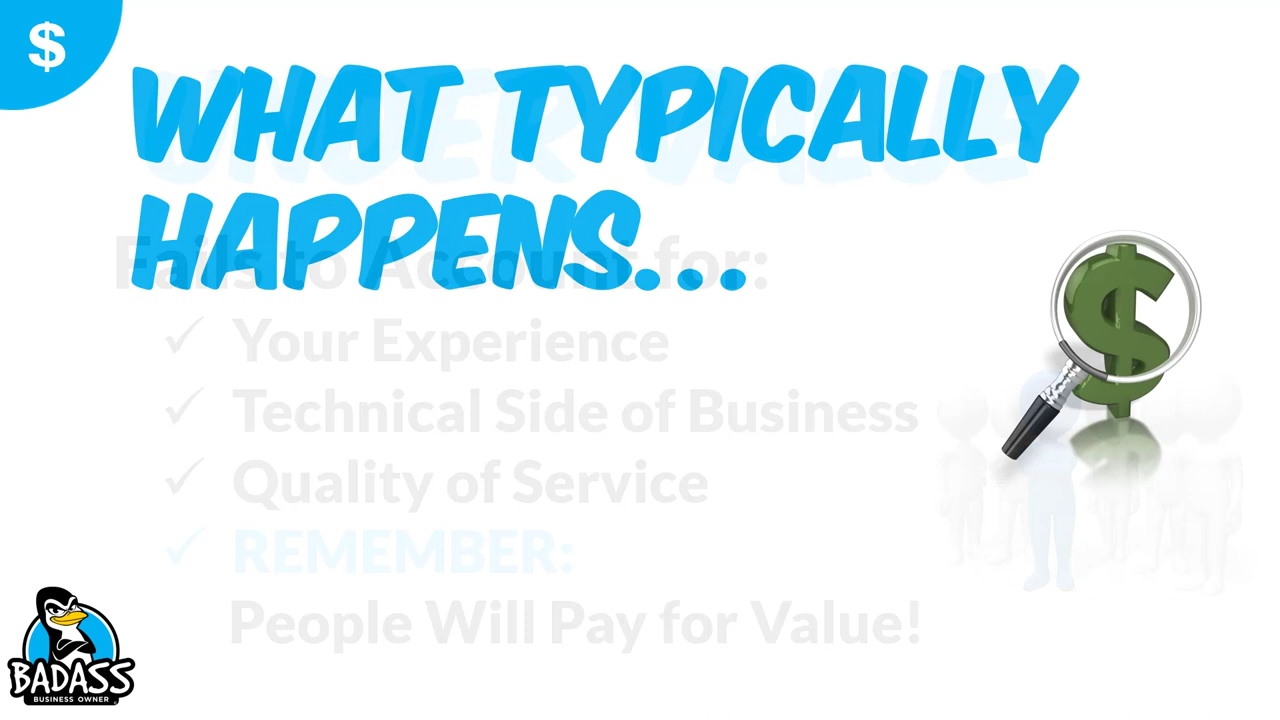 $
WHAT TYPICALLY
HAPPENS...
Fails to Account for:
✓ Your Experience
✓ Technical Side of Business
✓ Quality of Service
✓ REMEMBER:
People Will Pay for Value!
$
BADASS
BUSINESS OWNER